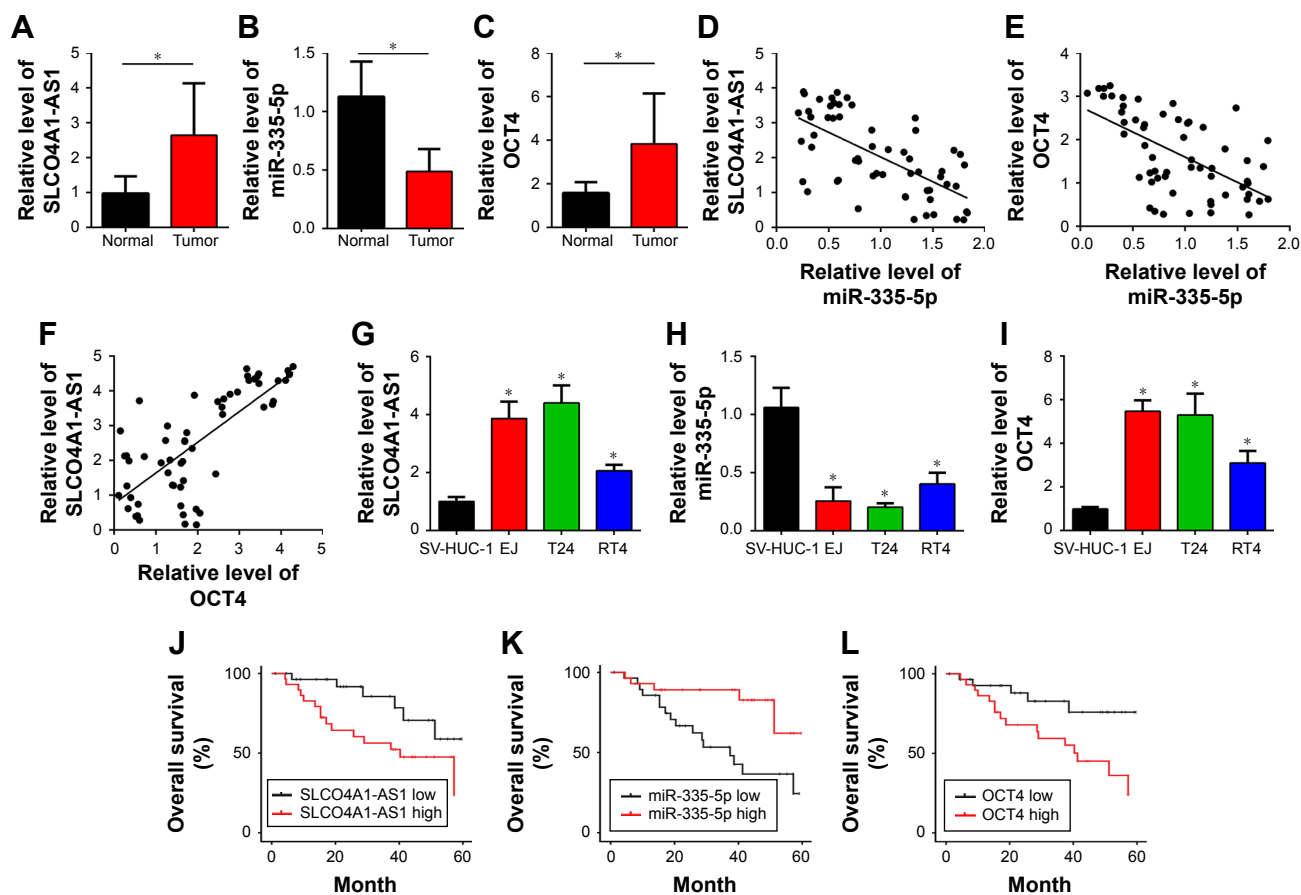 A
Relative level of
SLCO4A1-AS1
5
4
3
2
1
0
*
Normal Tumor
B
Relative level of
miR-335-5p
1.5
1.0
0.5
0.0
*
Normal Tumor
C
Relative level of
OCT4
8
6
4
2
0
*
Normal Tumor
D
Relative level of
SLCO4A1-AS1
5
4
3
2
1
0
0.0 0.5 1.0 1.5 2.0
Relative level of
miR-335-5p
E
Relative level of
OCT4
4
3
2
1
0
0.0 0.5 1.0 1.5 2.0
Relative level of
miR-335-5p
F
Relative level of
SLCO4A1-AS1
5
4
3
2
1
0
0 1 2 3 4 5
Relative level of
OCT4
G
Relative level of
SLCO4A1-AS1
6
4
2
0
* * *
SV-HUC-1 EJ T24 RT4
H
Relative level of
miR-335-5p
1.5
1.0
0.5
0.0
* * *
SV-HUC-1 EJ T24 RT4
I
Relative level of
OCT4
8
6
4
2
0
* * *
SV-HUC-1 EJ T24 RT4
J
Overall survival
(%)
100
50
0
SLCO4A1-AS1 low
SLCO4A1-AS1 high
0 20 40 60
Month
K
Overall survival
(%)
100
50
0
miR-335-5p low
miR-335-5p high
0 20 40 60
Month
L
Overall survival
(%)
100
50
0
OCT4 low
OCT4 high
0 20 40 60
Month